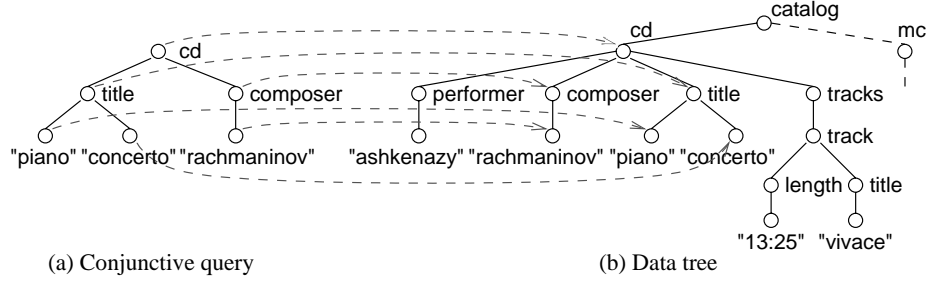 catalog
cd cd mc
title composer performer composer title tracks
track
"piano" "concerto" "rachmaninov" "ashkenazy" "rachmaninov" "piano" "concerto"
length title
"13:25" "vivace"
(a) Conjunctive query (b) Data tree